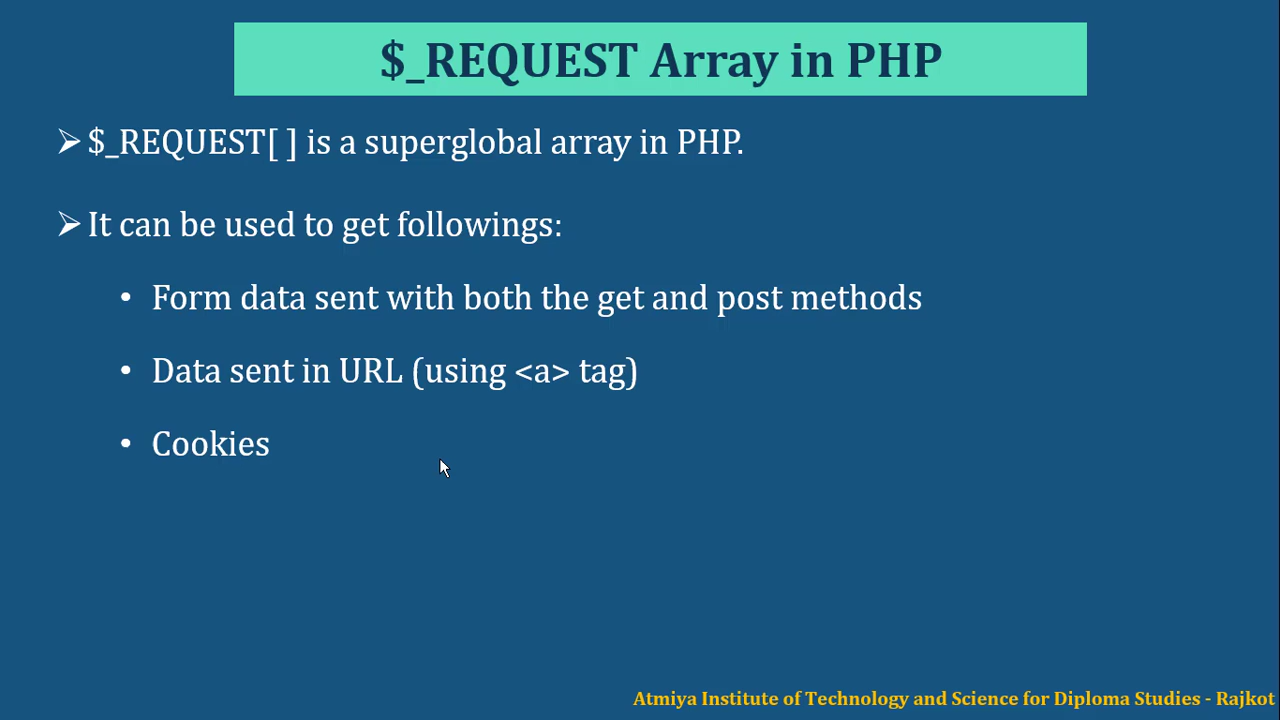 $_REQUEST Array in PHP
➢ $_REQUEST[ ] is a superglobal array in PHP.
➢ It can be used to get followings:
• Form data sent with both the get and post methods
• Data sent in URL (using <a> tag)
• Cookies
Atmiya Institute of Technology and Science for Diploma Studies - Rajkot